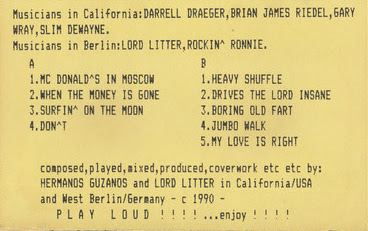 Musicians in California:DARRELL DRAEGER,BRIAN JAMES RIEDEL,GARY
WRAY,SLIM DEWAYNE.
Musicians in Berlin:LORD LITTER,ROCKIN^ RONNIE.
A
1.MC DONALD^S IN MOSCOW
2.WHEN THE MONEY IS GONE
3.SURFIN^ ON THE MOON
4.DON^T
B
1.HEAVY SHUFFLE
2.DRIVES THE LORD INSANE
3.BORING OLD FART
4.JUMBO WALK
5.MY LOVE IS RIGHT
composed,played,mixed,produced,coverwork etc etc by:
HERMANOS GUZANOS and LORD LITTER in California/USA
and West Berlin/Germany - c 1990 -
P L A Y  L O U D ! ! ! ! ...enjoy ! ! ! !